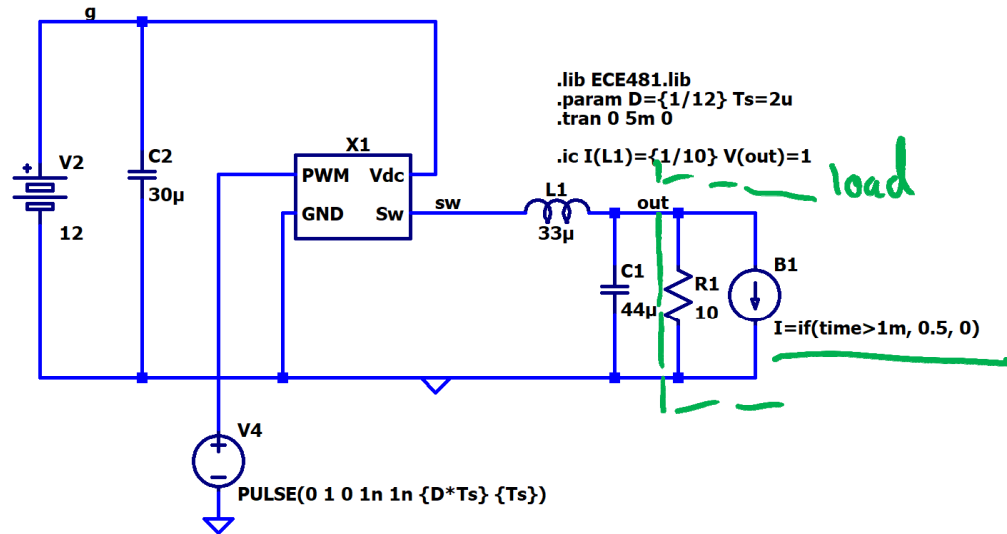 g
.lib ECE481.lib
.param D={1/12} Ts=2u
.tran 0 5m 0
.ic I(L1)={1/10} V(out)=1
load
V2
12
C2
30µ
X1
PWM Vdc
GND Sw
sw
L1
33µ
out
C1
44µ
R1
10
B1
I=if(time>1m, 0.5, 0)
V4
PULSE(0 1 0 1n 1n {D*Ts} {Ts})